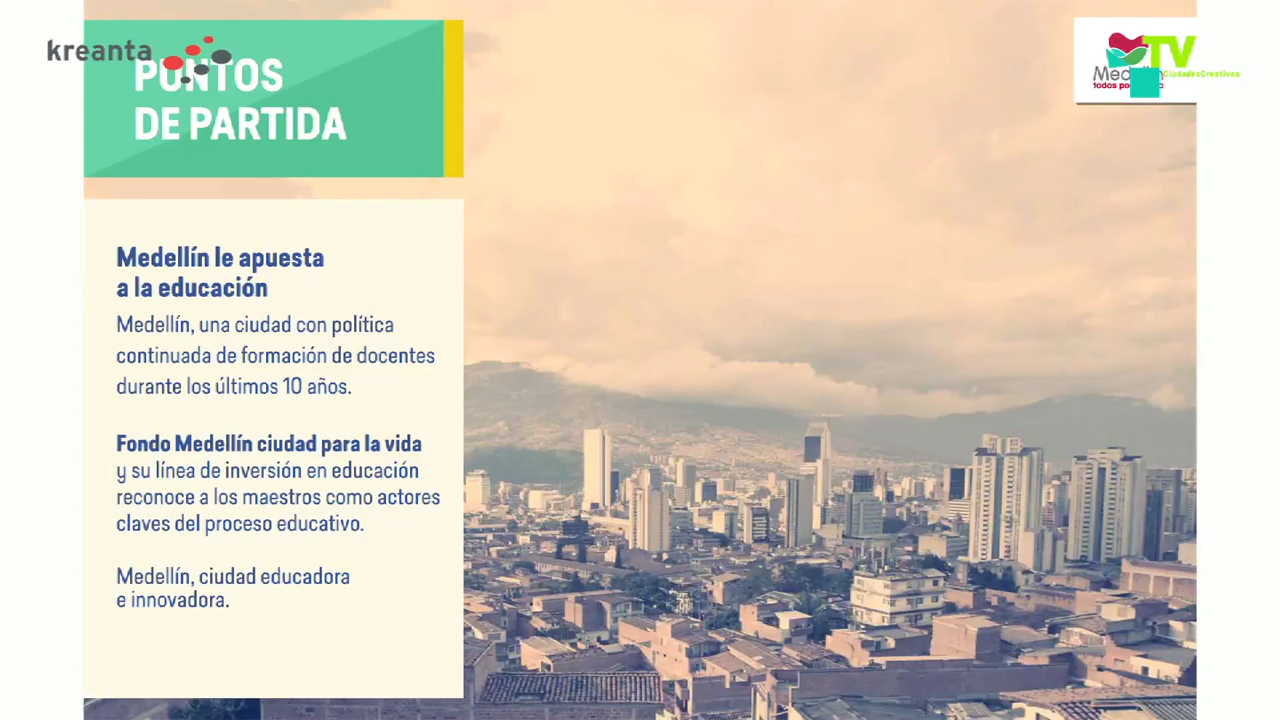 kreanta
PUNTOS
DE PARTIDA
TV
CiudadesCreativas
Medellín le apuesta
a la educación
Medellín, una ciudad con política
continuada de formación de docentes
durante los últimos 10 años.
Fondo Medellín ciudad para la vida
y su línea de inversión en educación
reconoce a los maestros como actores
claves del proceso educativo.
Medellín, ciudad educadora
e innovadora.